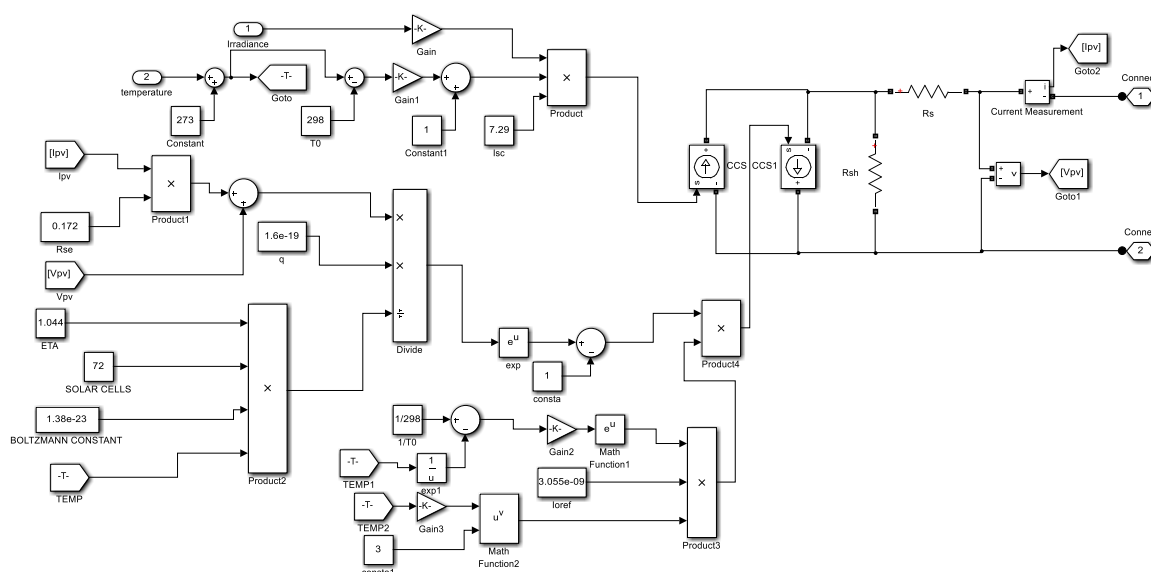 1
Irradiance
-K-
Gain
2
temperature
+
+
-T-
Goto
273
Constant
+
−
298
T0
-K-
Gain1
+
+
1
Constant1
7.29
Isc
×
Product
[Ipv]
Ipv
0.172
Rse
×
Product1
+
+
[Vpv]
Vpv
1.6e-19
q
×
×
÷
Divide
1.044
ETA
72
SOLAR CELLS
1.38e-23
BOLTZMANN CONSTANT
-T-
TEMP
×
Product2
e^u
exp
+
−
1
consta
×
Product4
1/298
1/T0
+
−
-T-
TEMP1
1
u
exp1
-K-
Gain2
e^u
Math
Function1
3.055e-09
Ioref
-T-
TEMP2
-K-
Gain3
3
u^v
Math
Function2
×
Product3
+
s
-
CCS
s
-
+
CCS1
+
Rsh
+
Rs
+
i
-
Current Measurement
[Ipv]
Goto2
+
-
v
[Vpv]
Goto1
Connec
1
Connec
2